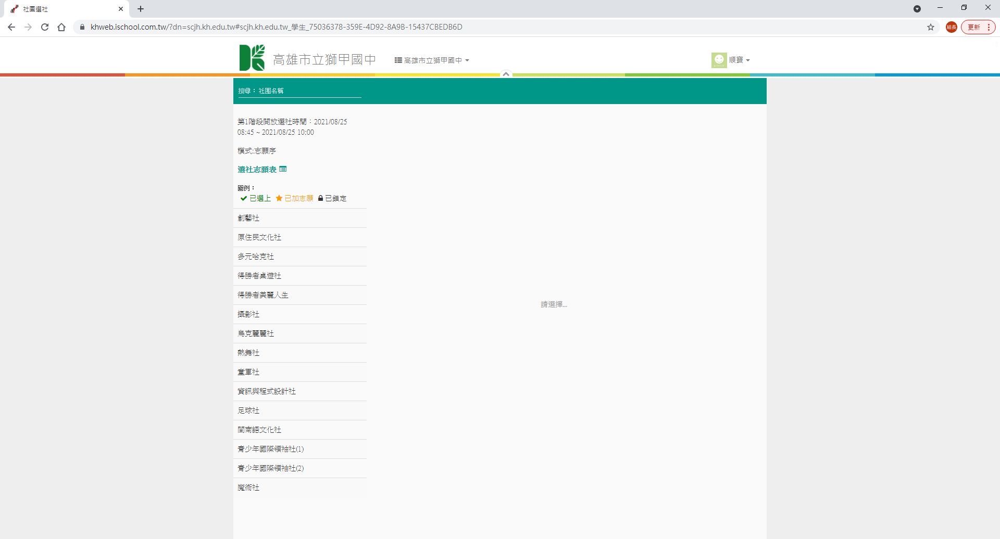 社團選社
khweb.ischool.com.tw/?dn=scjh.kh.edu.tw#scjh.kh.edu.tw_學生_75036378-359E-4D92-8A9B-15437CBEDB6D
組長
更新
高雄市立獅甲國中
高雄市立獅甲國中
順寶
搜尋： 社團名稱
第1階段開放選社時間：2021/08/25
08:45 ~ 2021/08/25 10:00
模式:志願序
選社志願表
圖例：
已選上 已加志願 已鎖定
創藝社
原住民文化社
多元哈克社
得勝者桌遊社
得勝者美麗人生
攝影社
烏克麗麗社
熱舞社
童軍社
資訊與程式設計社
足球社
閩南語文化社
青少年國際領袖社(1)
青少年國際領袖社(2)
魔術社
請選擇...